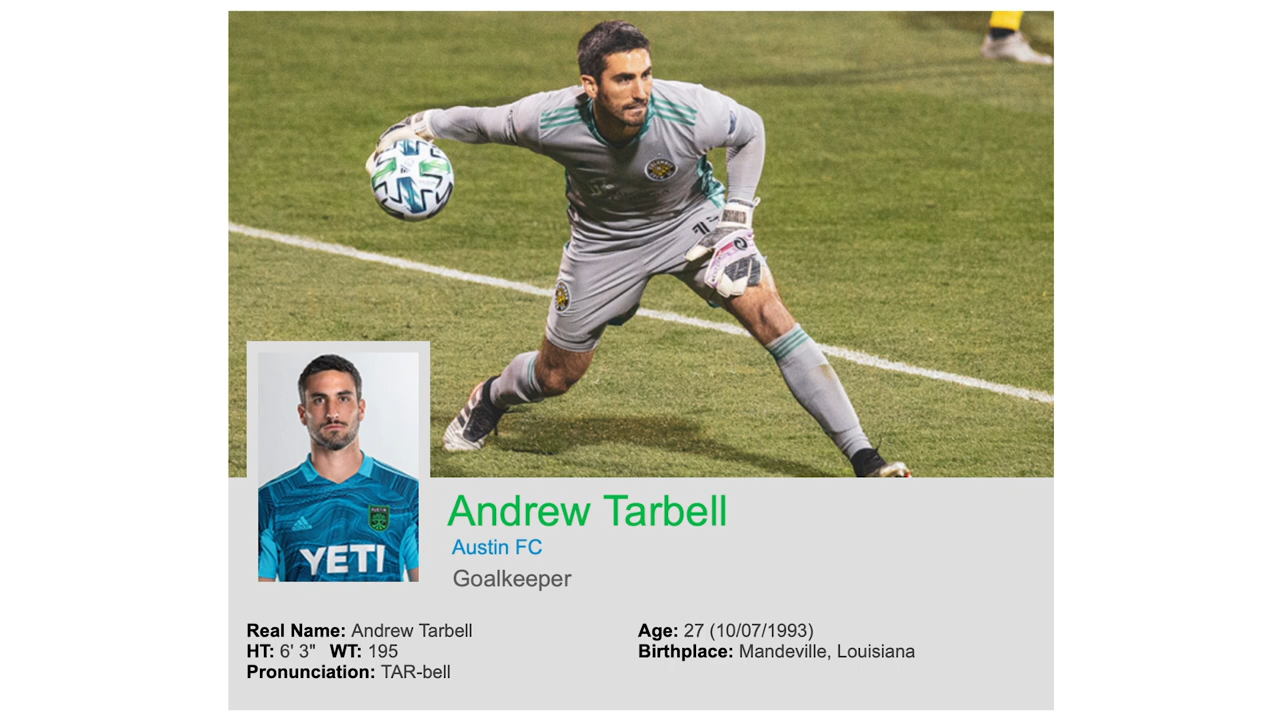 YETI
Andrew Tarbell
Austin FC
Goalkeeper
Real Name: Andrew Tarbell
HT: 6' 3" WT: 195
Pronunciation: TAR-bell
Age: 27 (10/07/1993)
Birthplace: Mandeville, Louisiana